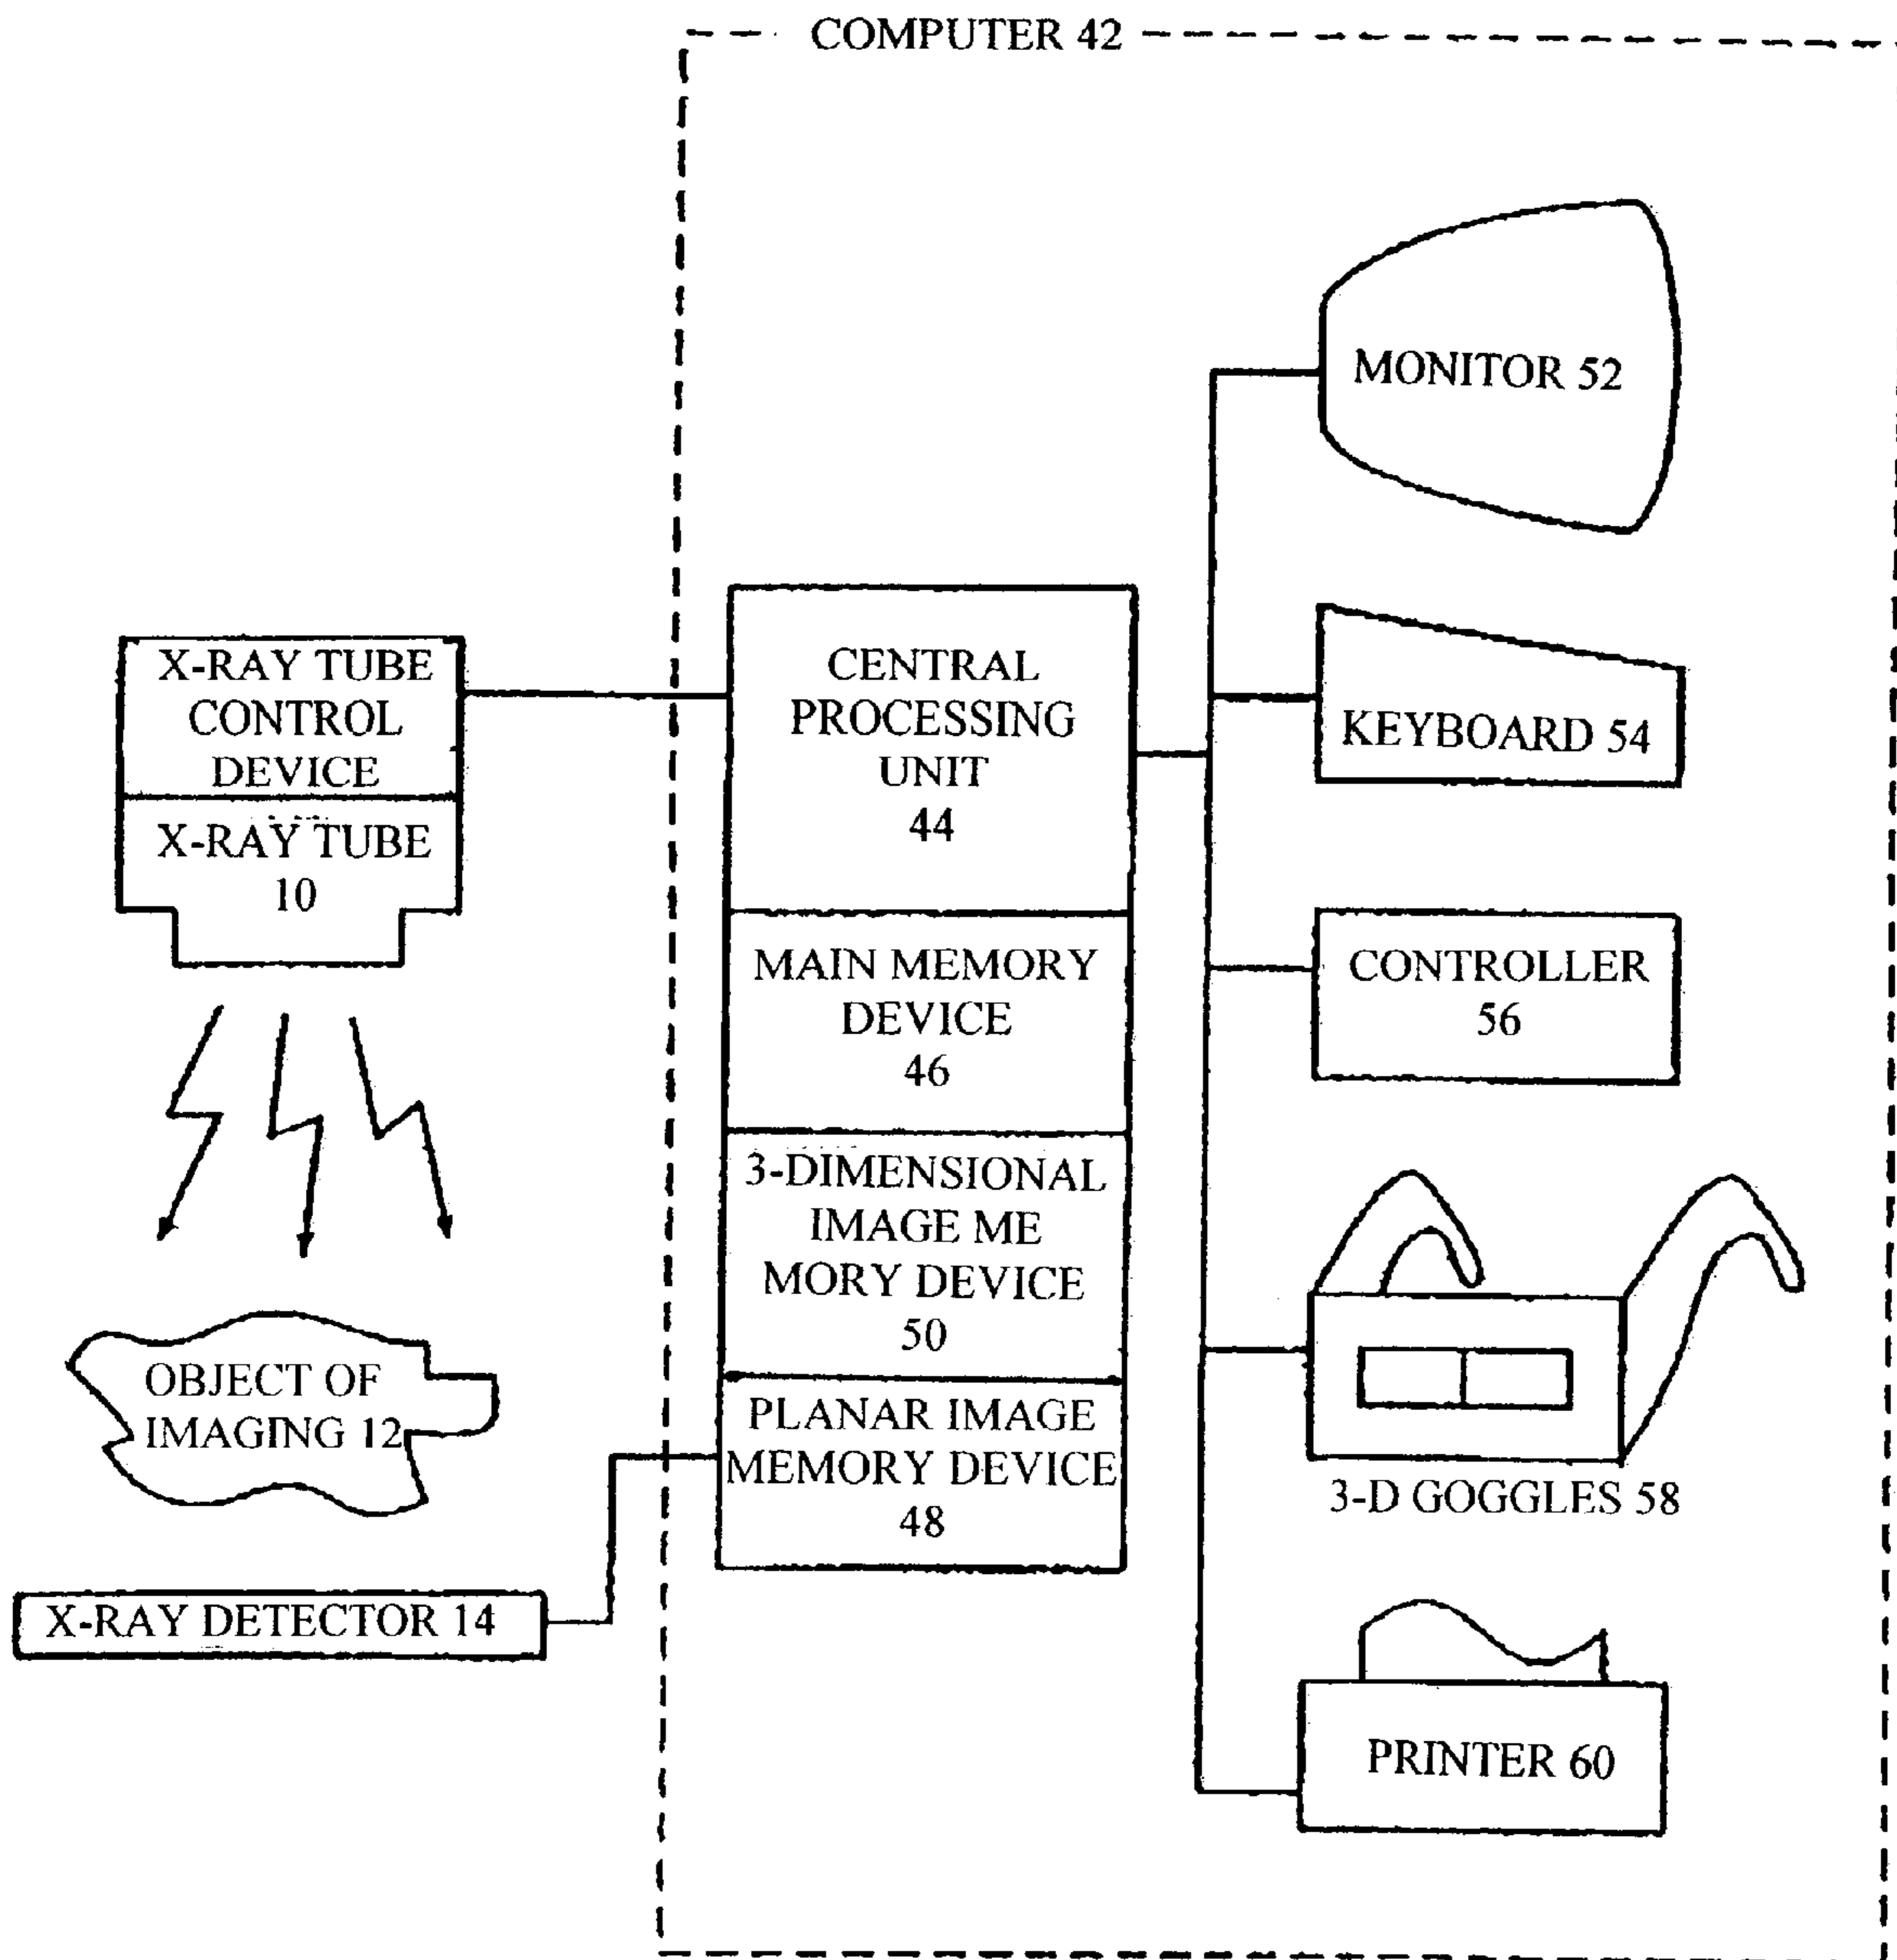 COMPUTER 42
MONITOR 52
X-RAY TUBE
CONTROL
DEVICE
X-RAY TUBE
10
CENTRAL
PROCESSING
UNIT
44
KEYBOARD 54
MAIN MEMORY
DEVICE
46
CONTROLLER
56
3-DIMENSIONAL
IMAGE ME
MORY DEVICE
50
OBJECT OF
IMAGING 12
PLANAR IMAGE
MEMORY DEVICE
48
3-D GOGGLES 58
X-RAY DETECTOR 14
PRINTER 60